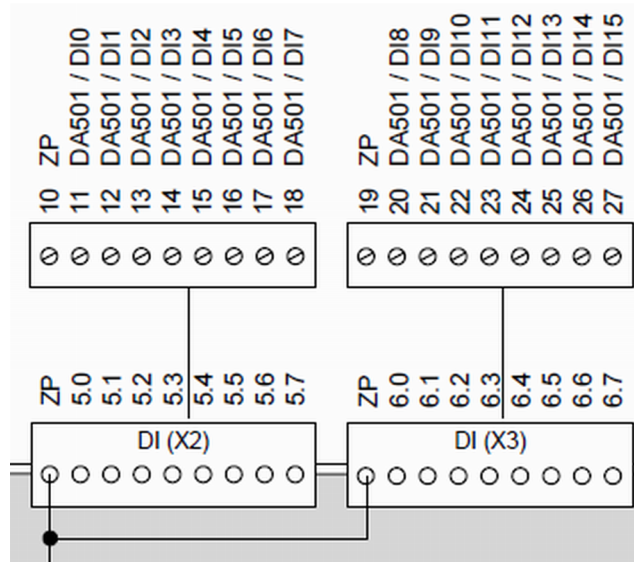 10 ZP
11 DA501 / DI0
12 DA501 / DI1
13 DA501 / DI2
14 DA501 / DI3
15 DA501 / DI4
16 DA501 / DI5
17 DA501 / DI6
18 DA501 / DI7
19 ZP
20 DA501 / DI8
21 DA501 / DI9
22 DA501 / DI10
23 DA501 / DI11
24 DA501 / DI12
25 DA501 / DI13
26 DA501 / DI14
27 DA501 / DI15
ZP
5.0
5.1
5.2
5.3
5.4
5.5
5.6
5.7
DI (X2)
ZP
6.0
6.1
6.2
6.3
6.4
6.5
6.6
6.7
DI (X3)